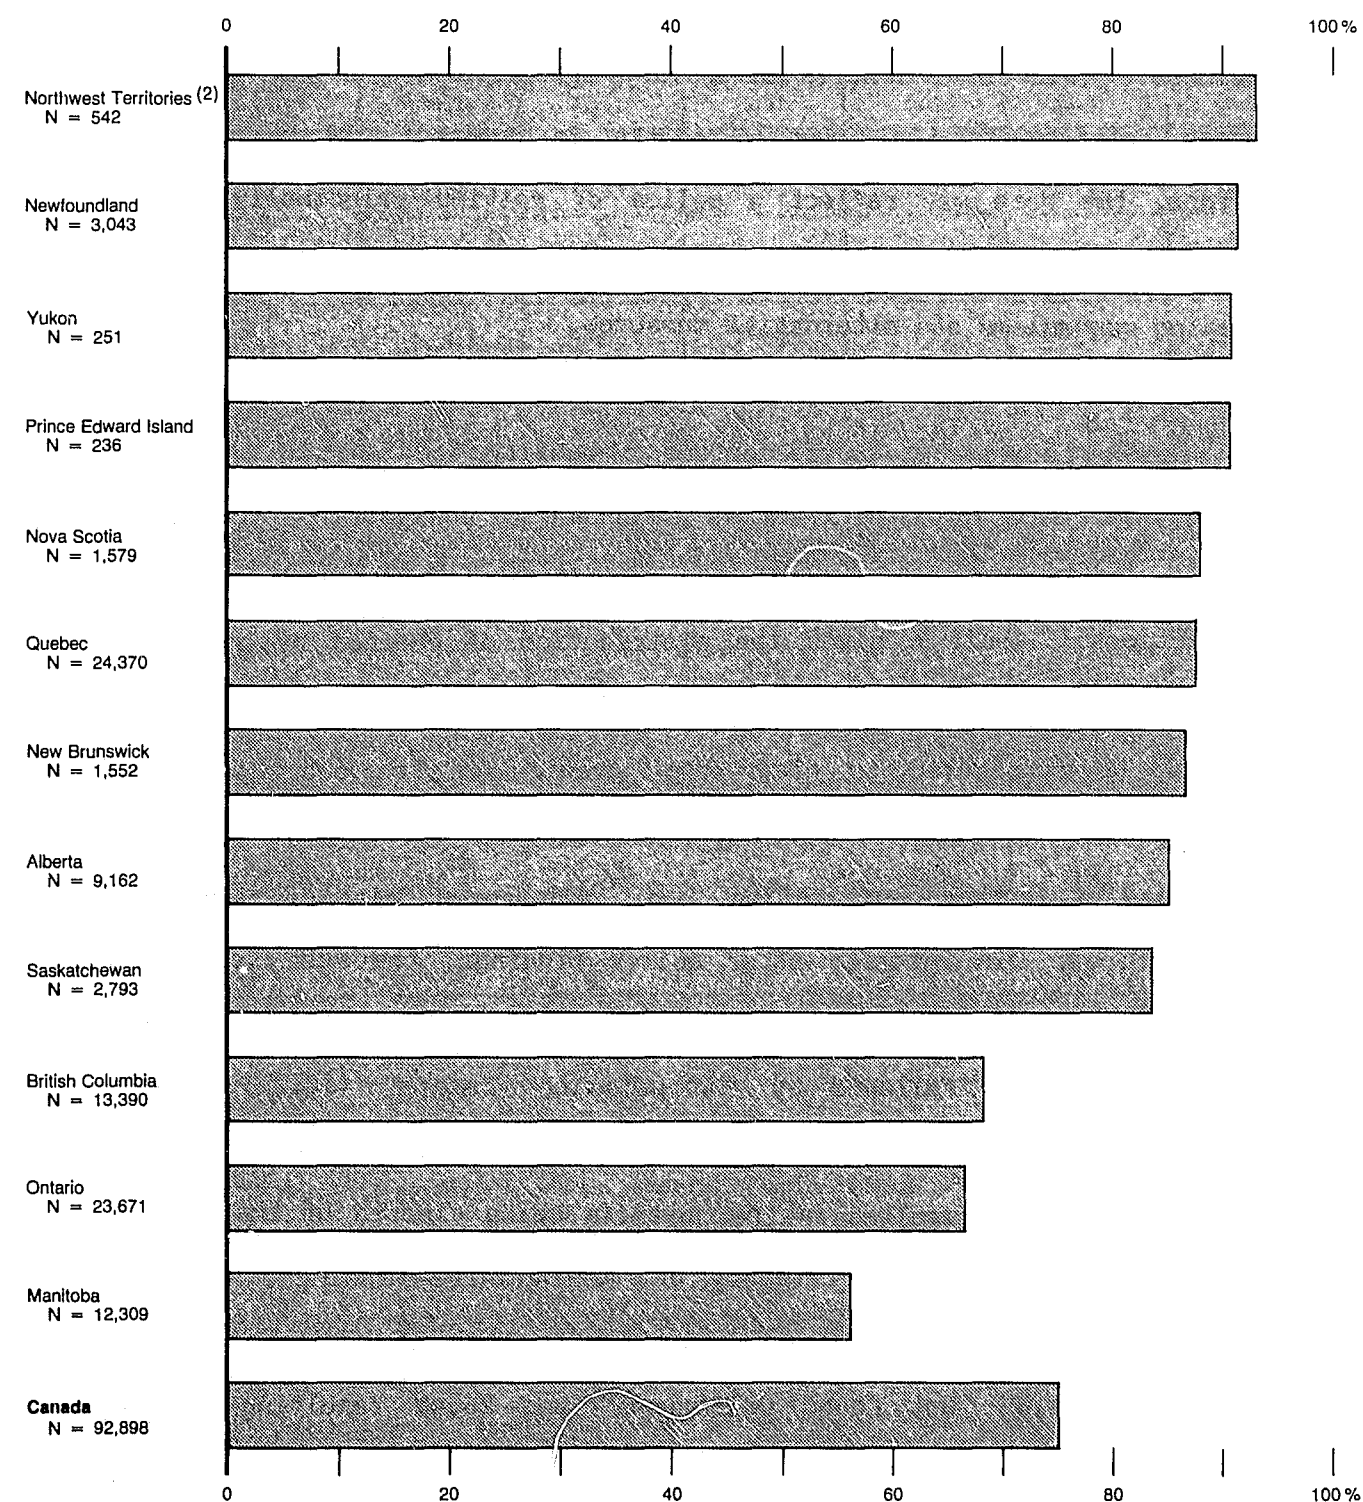 0 20 40 60 80 100 %
Northwest Territories (2)
N = 542
Newfoundland
N = 3,043
Yukon
N = 251
Prince Edward Island
N = 236
Nova Scotia
N = 1,579
Quebec
N = 24,370
New Brunswick
N = 1,552
Alberta
N = 9,162
Saskatchewan
N = 2,793
British Columbia
N = 13,390
Ontario
N = 23,671
Manitoba
N = 12,309
Canada
N = 92,898
0 20 40 60 80 100 %